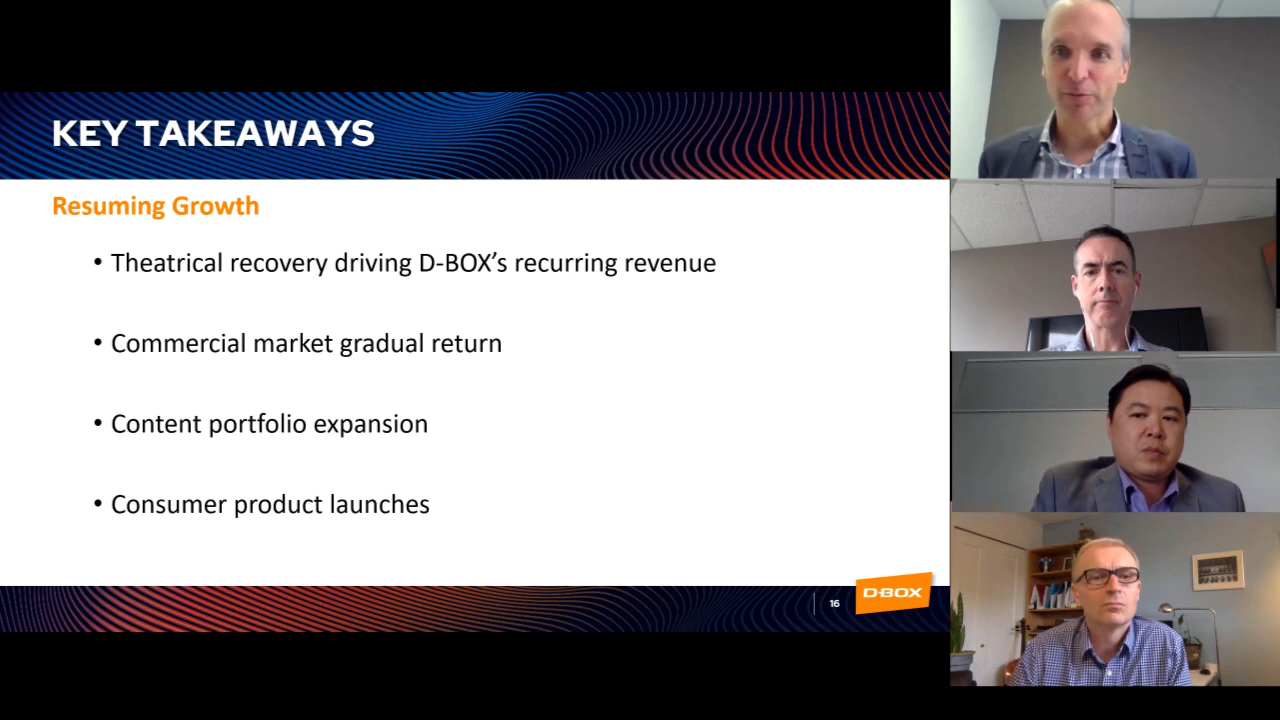 KEY TAKEAWAYS
Resuming Growth
• Theatrical recovery driving D-BOX’s recurring revenue
• Commercial market gradual return
• Content portfolio expansion
• Consumer product launches
16
D-BOX